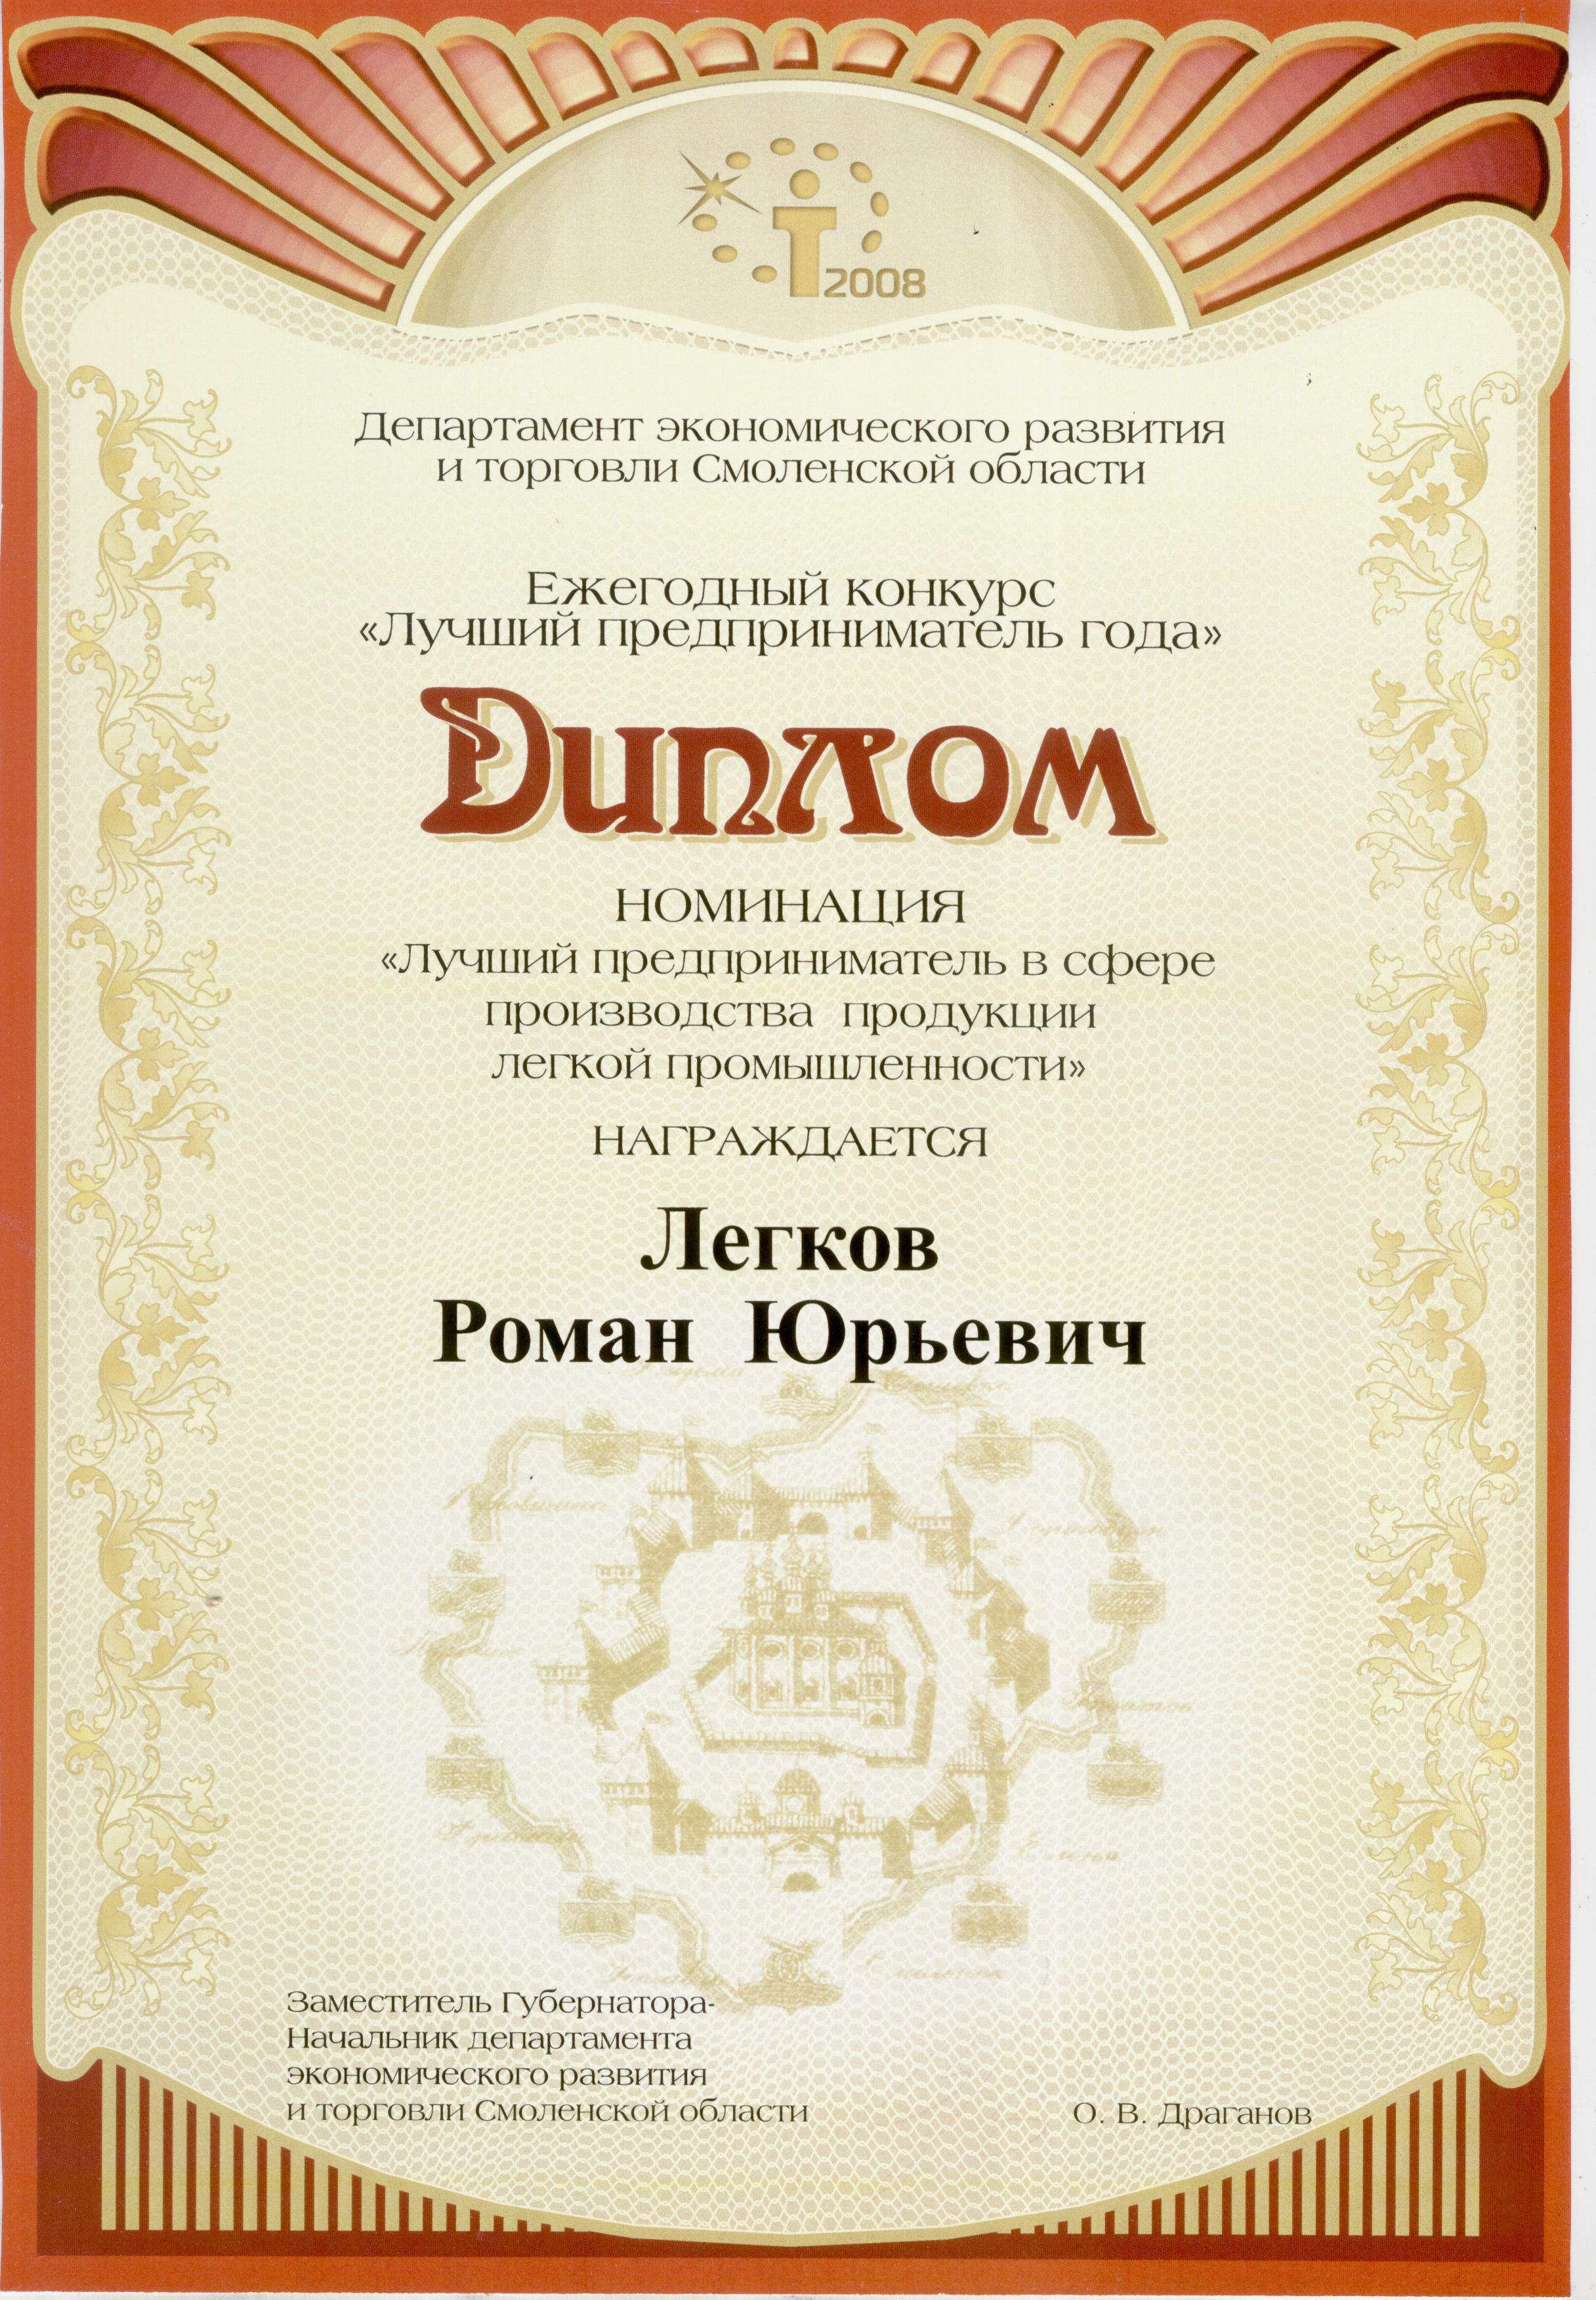 2008
Департамент экономического развития
и торговли Смоленской области
Ежегодный конкурс
«Лучший предприниматель года»
Диплом
НОМИНАЦИЯ
«Лучший предприниматель в сфере
производства продукции
легкой промышленности»
НАГРАЖДАЕТСЯ
Легков
Роман Юрьевич
Заместитель Губернатора-
Начальник департамента
экономического развития
и торговли Смоленской области
О. В. Драганов